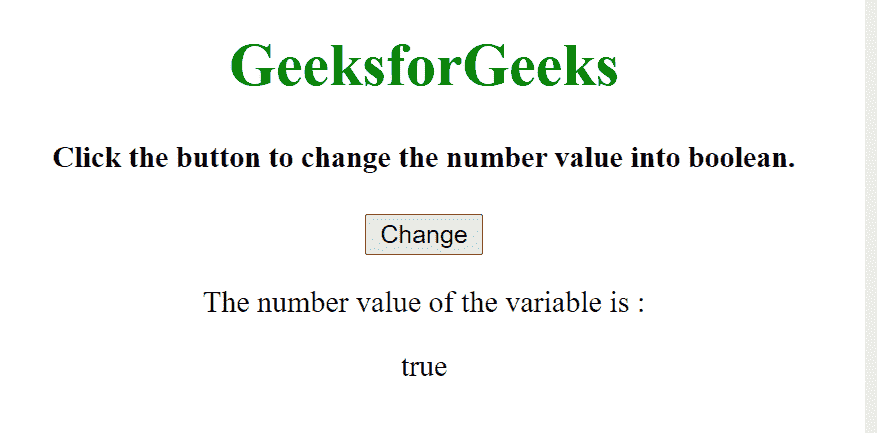 GeeksforGeeks
Click the button to change the number value into boolean.
Change
The number value of the variable is :
true